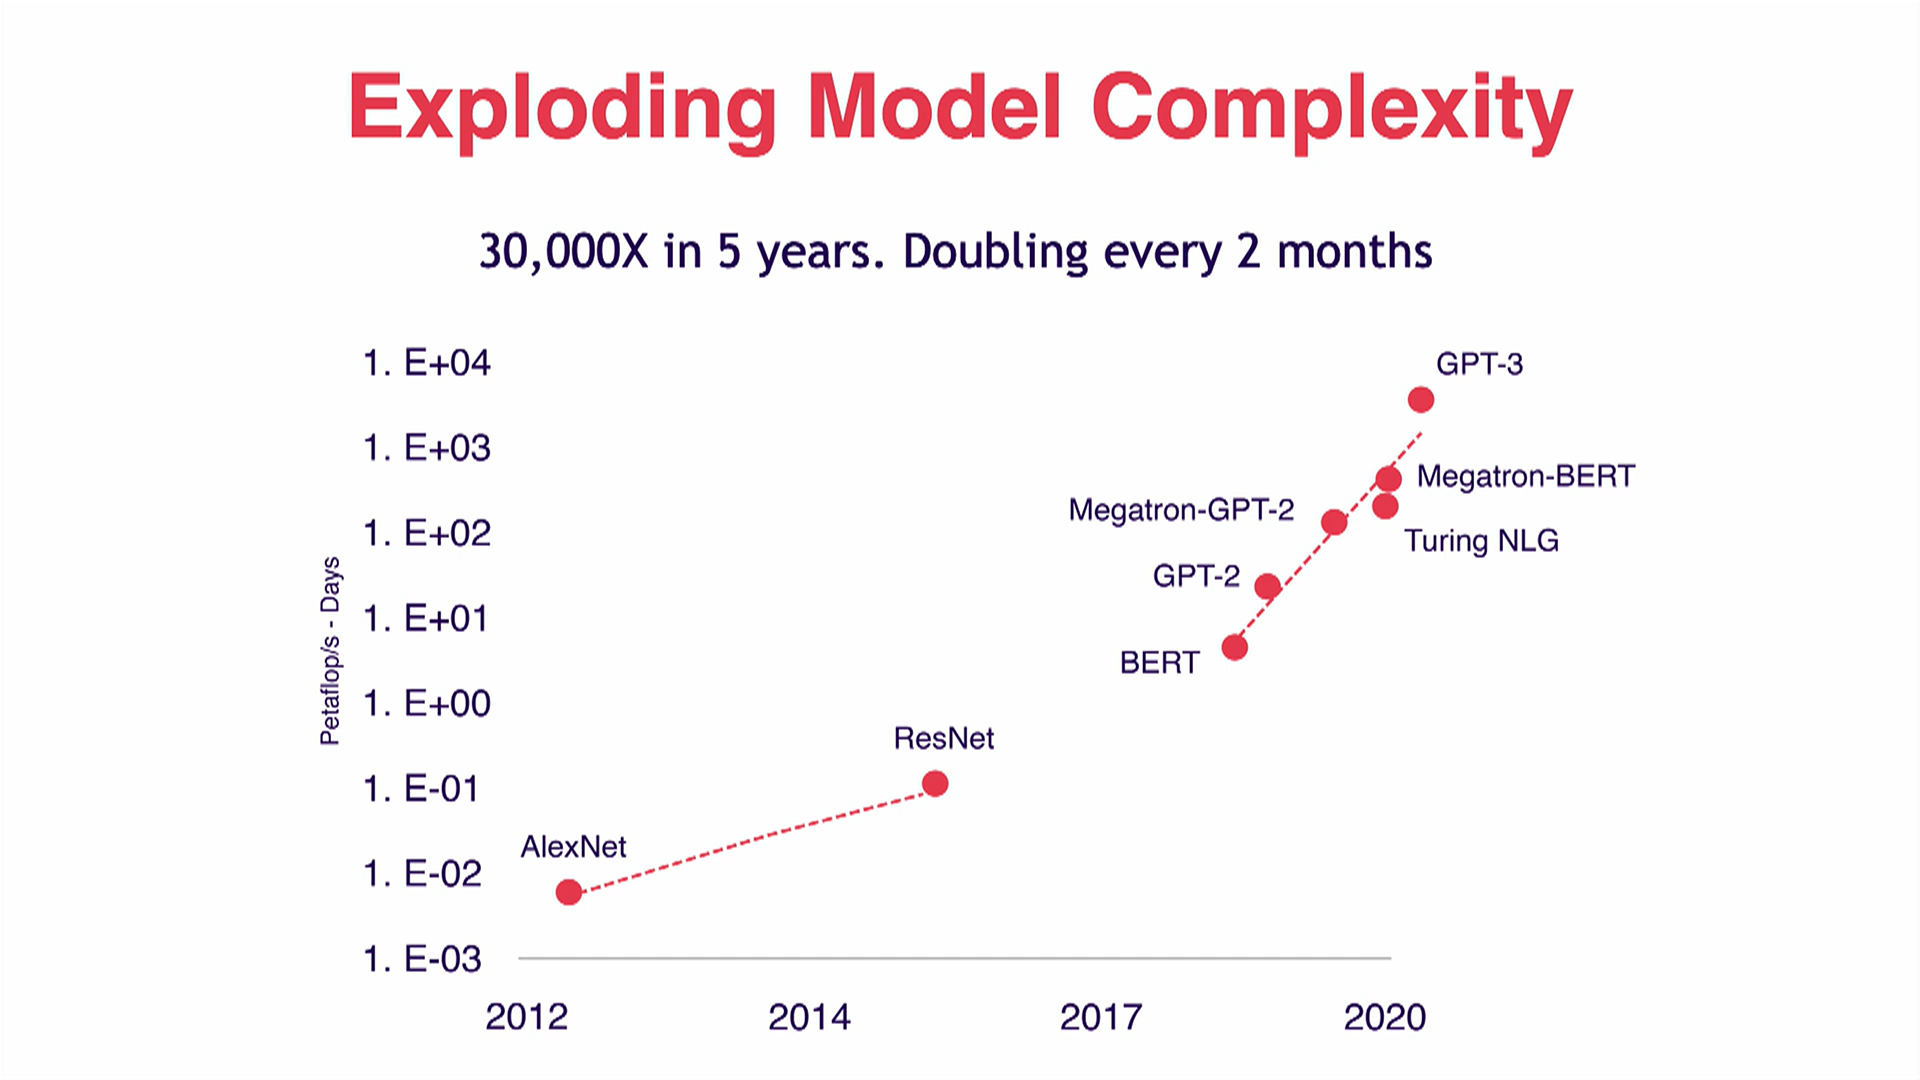 Exploding Model Complexity
30,000X in 5 years. Doubling every 2 months
1. E+04
GPT-3
1. E+03
Megatron-BERT
Megatron-GPT-2
1. E+02
Turing NLG
GPT-2
Petaflop/s - Days
1. E+01
BERT
1. E+00
ResNet
1. E-01
AlexNet
1. E-02
1. E-03
2012 2014 2017 2020